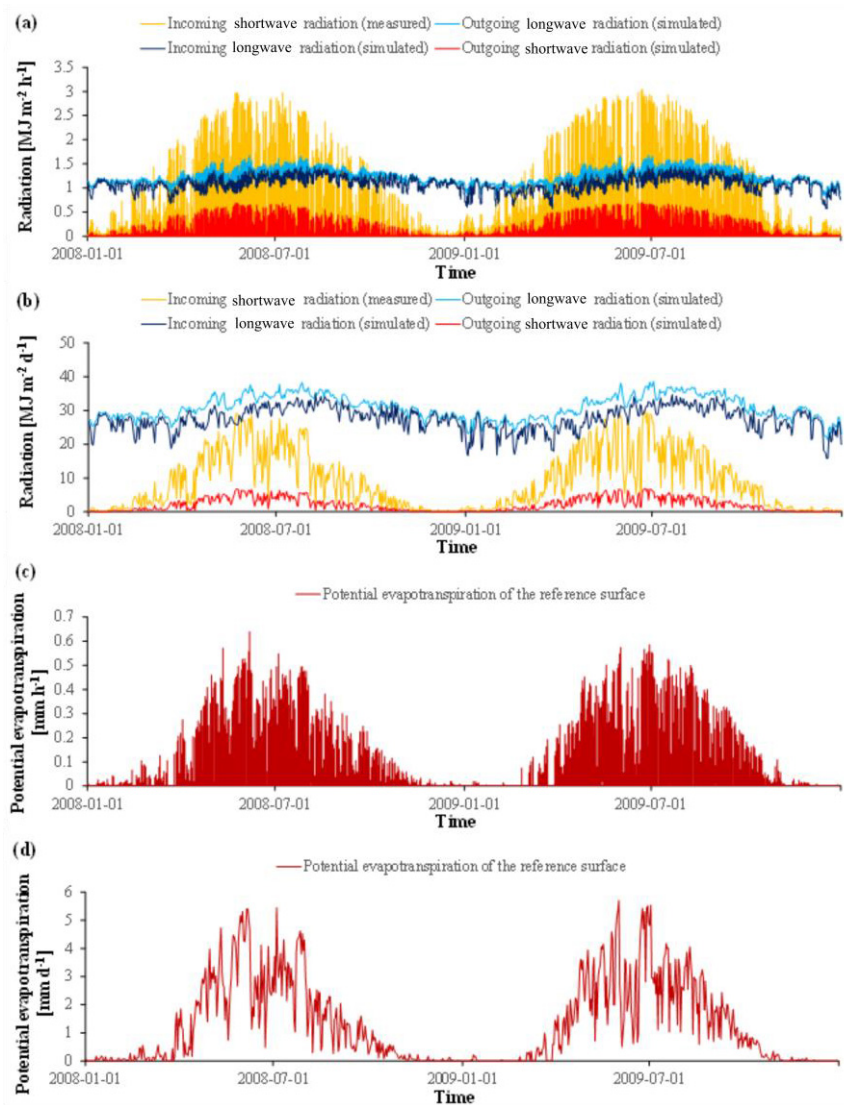 (a)
Incoming shortwave radiation (measured) Outgoing longwave radiation (simulated)
Incoming longwave radiation (simulated) Outgoing shortwave radiation (simulated)
Radiation [MJ m⁻² h⁻¹]
3.5
3
2.5
2
1.5
1
0.5
0
2008-01-01 2008-07-01 2009-01-01 2009-07-01
Time
(b)
Incoming shortwave radiation (measured) Outgoing longwave radiation (simulated)
Incoming longwave radiation (simulated) Outgoing shortwave radiation (simulated)
Radiation [MJ m⁻² d⁻¹]
50
40
30
20
10
0
2008-01-01 2008-07-01 2009-01-01 2009-07-01
Time
(c)
Potential evapotranspiration of the reference surface
Potential evapotranspiration
[mm h⁻¹]
0.7
0.6
0.5
0.4
0.3
0.2
0.1
0
2008-01-01 2008-07-01 2009-01-01 2009-07-01
Time
(d)
Potential evapotranspiration of the reference surface
Potential evapotranspiration
[mm d⁻¹]
6
5
4
3
2
1
0
2008-01-01 2008-07-01 2009-01-01 2009-07-01
Time